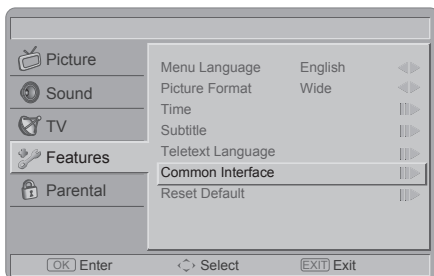 Picture
Sound
TV
Features
Parental
Menu Language English
Picture Format Wide
Time
Subtitle
Teletext Language
Common Interface
Reset Default
OK Enter Select EXIT Exit